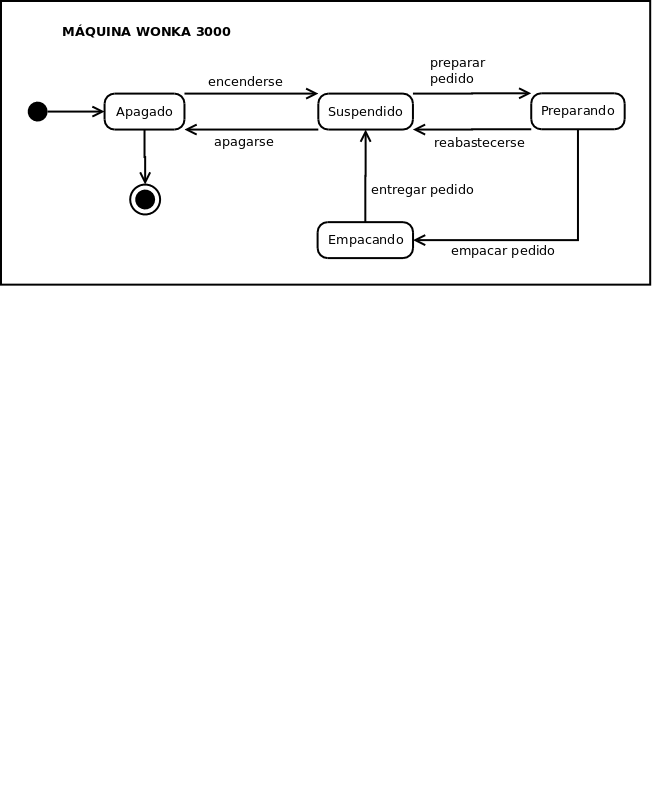 MÁQUINA WONKA 3000
preparar
pedido
encenderse
Apagado
Suspendido
Preparando
apagarse
reabastecerse
entregar pedido
Empacando
empacar pedido